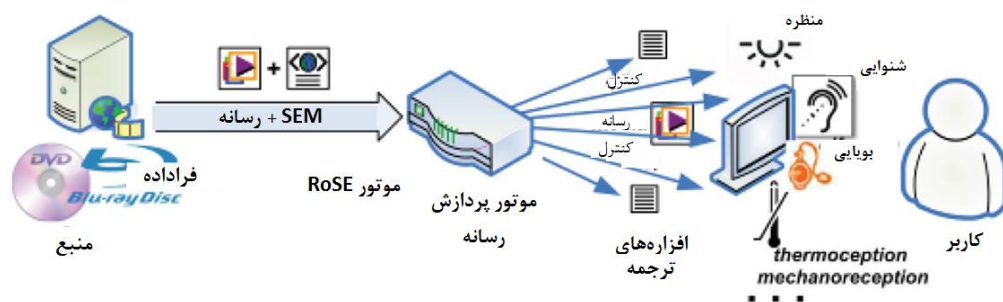 منظره
شنوایی
بویایی
کنترل
رسانه
کنترل
SEM + رسانه
DVD
Blu-ray Disc
فراداده
منبع
موتور RoSE
موتور پردازش
رسانه
افزاره‌های
ترجمه
thermoception
mechanoreception
کاربر